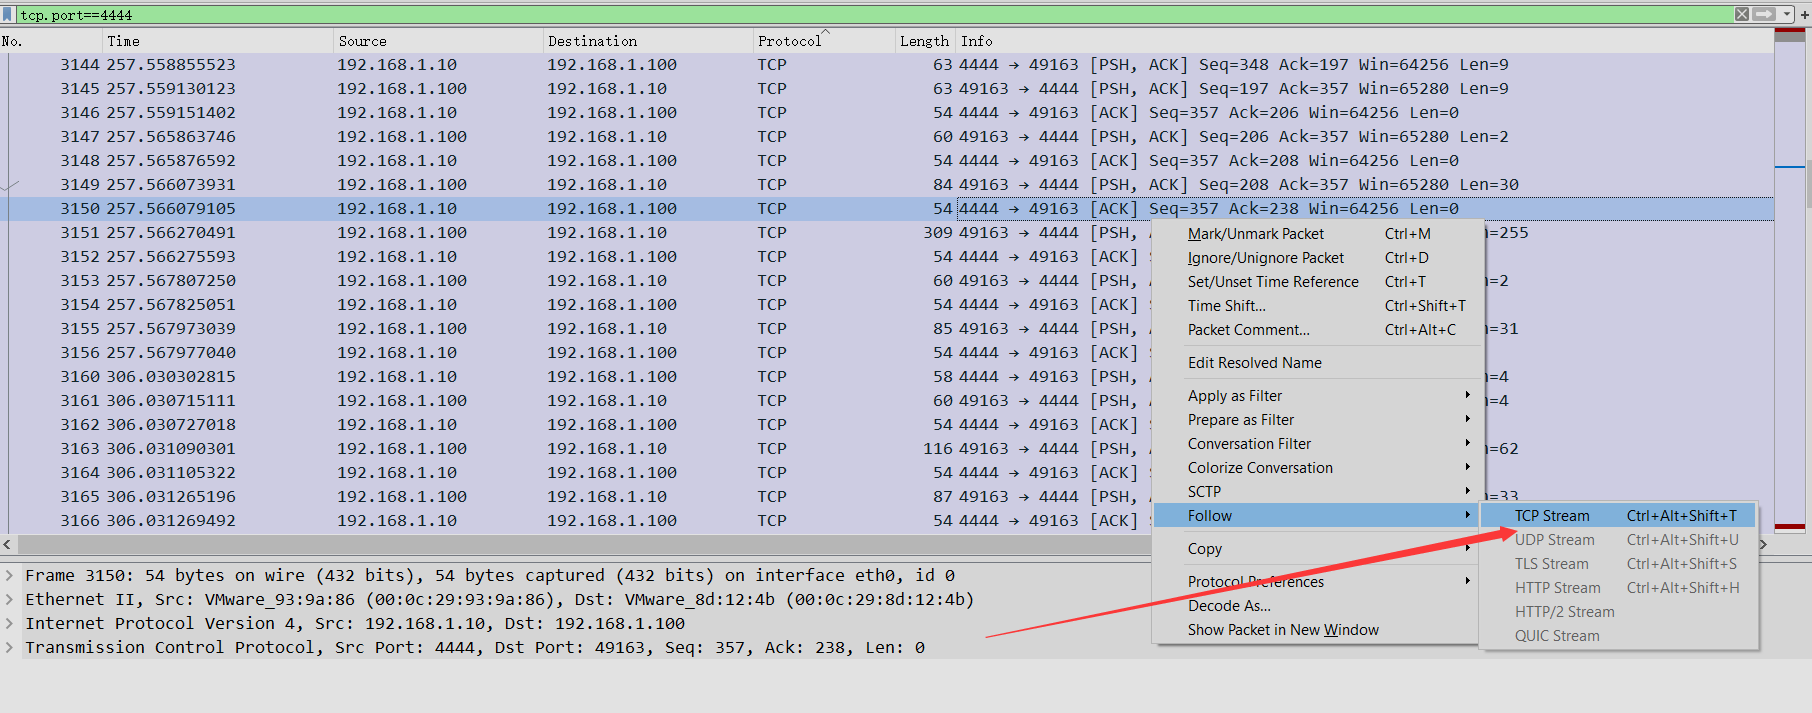 tcp.port==4444
No. Time Source Destination Protocol Length Info
3144 257.558855523 192.168.1.10 192.168.1.100 TCP 63 4444 → 49163 [PSH, ACK] Seq=348 Ack=197 Win=64256 Len=9
3145 257.559130123 192.168.1.100 192.168.1.10 TCP 63 49163 → 4444 [PSH, ACK] Seq=197 Ack=357 Win=65280 Len=9
3146 257.559151402 192.168.1.10 192.168.1.100 TCP 54 4444 → 49163 [ACK] Seq=357 Ack=206 Win=64256 Len=0
3147 257.565863746 192.168.1.100 192.168.1.10 TCP 60 49163 → 4444 [PSH, ACK] Seq=206 Ack=357 Win=65280 Len=2
3148 257.565876592 192.168.1.10 192.168.1.100 TCP 54 4444 → 49163 [ACK] Seq=357 Ack=208 Win=64256 Len=0
3149 257.566073931 192.168.1.100 192.168.1.10 TCP 84 49163 → 4444 [PSH, ACK] Seq=208 Ack=357 Win=65280 Len=30
3150 257.566079105 192.168.1.10 192.168.1.100 TCP 54 4444 → 49163 [ACK] Seq=357 Ack=238 Win=64256 Len=0
3151 257.566270491 192.168.1.100 192.168.1.10 TCP 309 49163 → 4444 [PSH, =255
3152 257.566275593 192.168.1.10 192.168.1.100 TCP 54 4444 → 49163 [ACK]
3153 257.567807250 192.168.1.100 192.168.1.10 TCP 60 49163 → 4444 [PSH, =2
3154 257.567825051 192.168.1.10 192.168.1.100 TCP 54 4444 → 49163 [ACK]
3155 257.567973039 192.168.1.100 192.168.1.10 TCP 85 49163 → 4444 [PSH, =31
3156 257.567977040 192.168.1.10 192.168.1.100 TCP 54 4444 → 49163 [ACK]
3160 306.030302815 192.168.1.10 192.168.1.100 TCP 58 4444 → 49163 [PSH, =4
3161 306.030715111 192.168.1.100 192.168.1.10 TCP 60 49163 → 4444 [PSH, =4
3162 306.030727018 192.168.1.10 192.168.1.100 TCP 54 4444 → 49163 [ACK]
3163 306.031090301 192.168.1.100 192.168.1.10 TCP 116 49163 → 4444 [PSH, =62
3164 306.031105322 192.168.1.10 192.168.1.100 TCP 54 4444 → 49163 [ACK]
3165 306.031265196 192.168.1.100 192.168.1.10 TCP 87 49163 → 4444 [PSH, =33
3166 306.031269492 192.168.1.10 192.168.1.100 TCP 54 4444 → 49163 [ACK]
Mark/Unmark Packet Ctrl+M
Ignore/Unignore Packet Ctrl+D
Set/Unset Time Reference Ctrl+T
Time Shift... Ctrl+Shift+T
Packet Comment... Ctrl+Alt+C
Edit Resolved Name
Apply as Filter
Prepare as Filter
Conversation Filter
Colorize Conversation
SCTP
Follow
Copy
Protocol Preferences
Decode As...
Show Packet in New Window
TCP Stream Ctrl+Alt+Shift+T
UDP Stream Ctrl+Alt+Shift+U
TLS Stream Ctrl+Alt+Shift+S
HTTP Stream Ctrl+Alt+Shift+H
HTTP/2 Stream
QUIC Stream
Frame 3150: 54 bytes on wire (432 bits), 54 bytes captured (432 bits) on interface eth0, id 0
Ethernet II, Src: VMware_93:9a:86 (00:0c:29:93:9a:86), Dst: VMware_8d:12:4b (00:0c:29:8d:12:4b)
Internet Protocol Version 4, Src: 192.168.1.10, Dst: 192.168.1.100
Transmission Control Protocol, Src Port: 4444, Dst Port: 49163, Seq: 357, Ack: 238, Len: 0